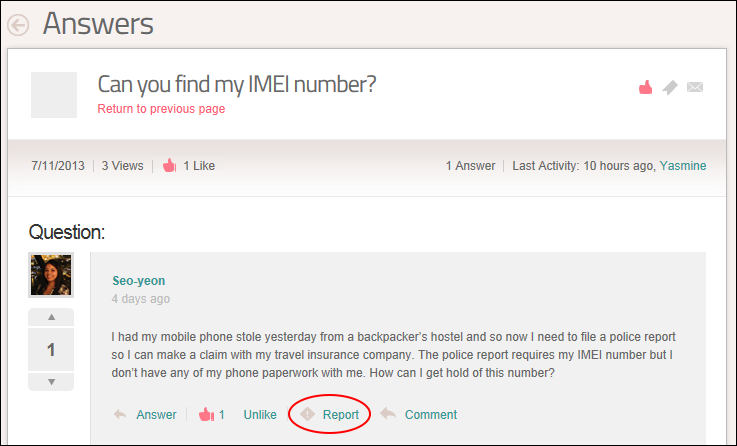 Answers
Can you find my IMEI number?
Return to previous page
7/11/2013 3 Views 1 Like 1 Answer Last Activity: 10 hours ago, Yasmine
Question:
Seo-yeon
4 days ago
1
I had my mobile phone stole yesterday from a backpacker's hostel and so now I need to file a police report
so I can make a claim with my travel insurance company. The police report requires my IMEI number but I
don't have any of my phone paperwork with me. How can I get hold of this number?
Answer 1 Unlike Report Comment